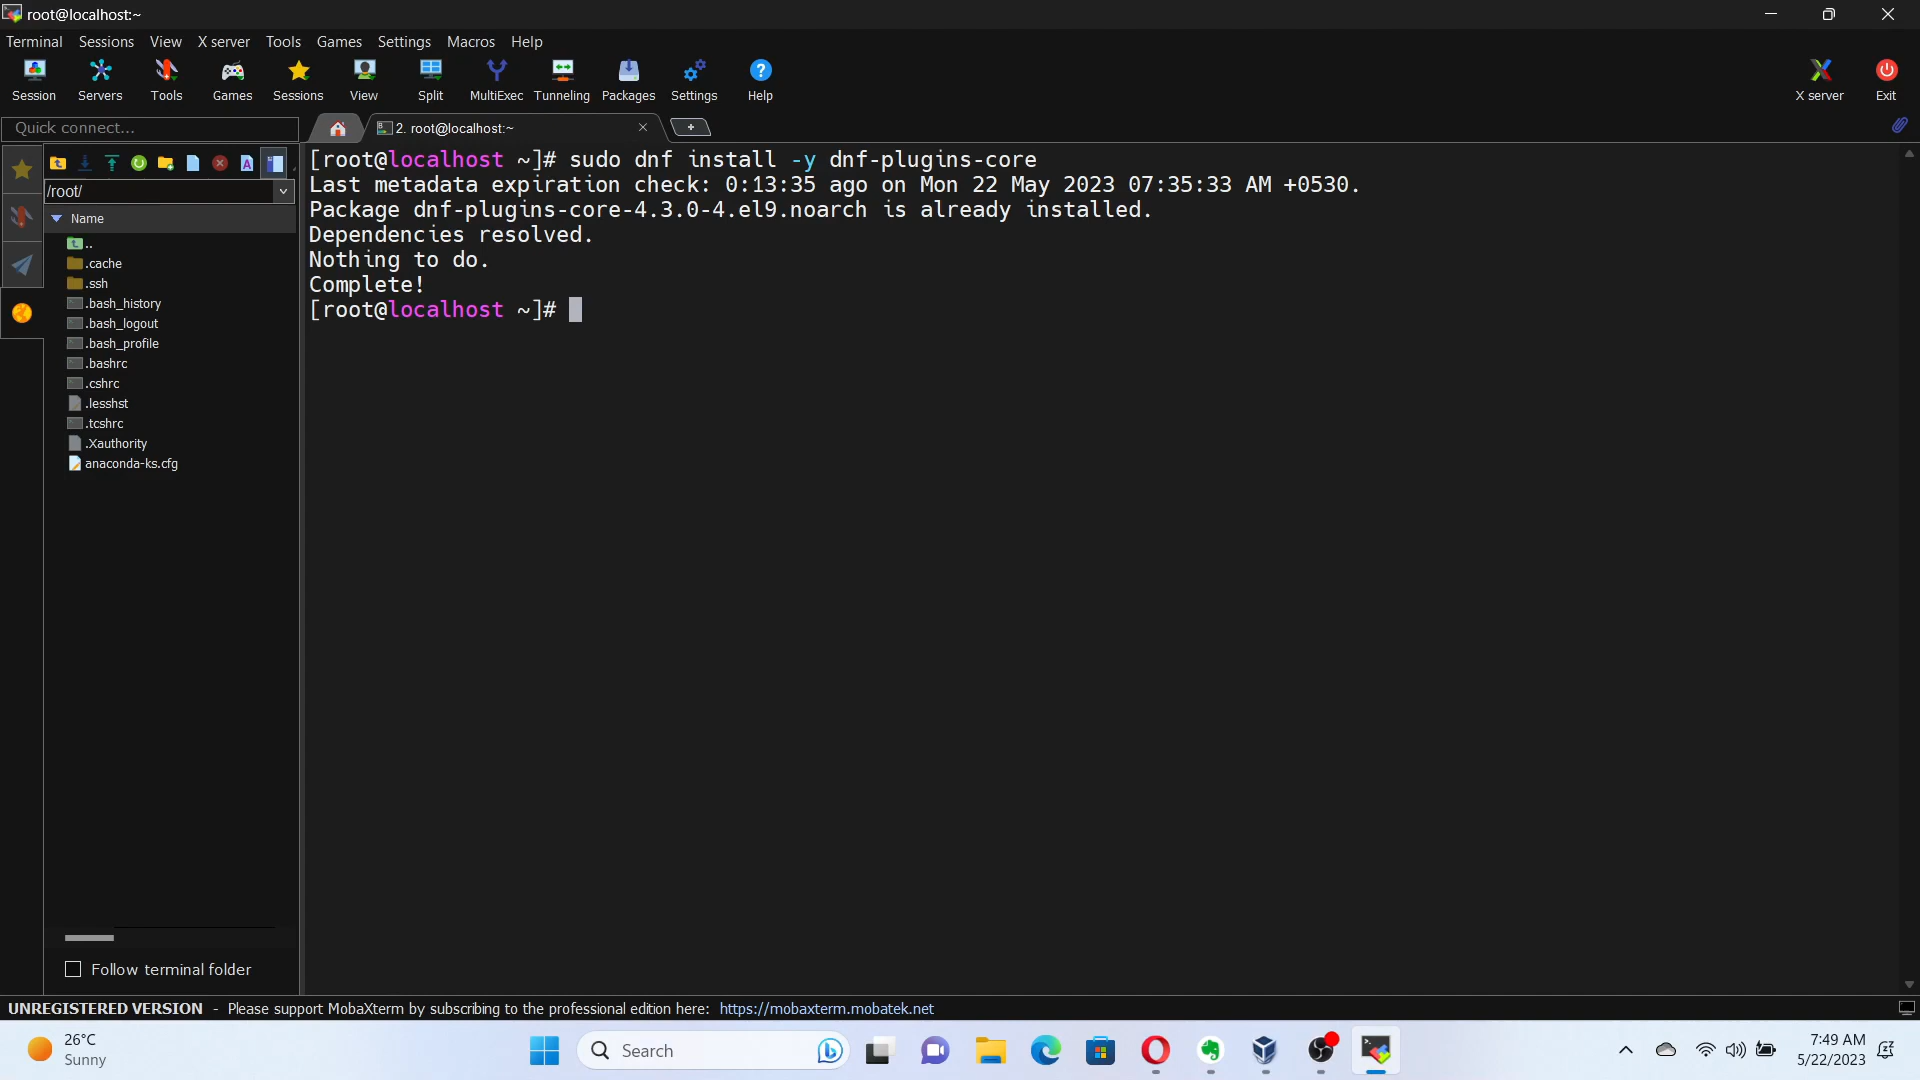 root@localhost:~
Terminal Sessions View X server Tools Games Settings Macros Help
Session Servers Tools Games Sessions View Split MultiExec Tunneling Packages Settings Help X server Exit
Quick connect...
2. root@localhost:~
/root/
Name
..
.cache
.ssh
.bash_history
.bash_logout
.bash_profile
.bashrc
.cshrc
.lesshst
.tcshrc
.Xauthority
anaconda-ks.cfg
Follow terminal folder
[root@localhost ~]# sudo dnf install -y dnf-plugins-core
Last metadata expiration check: 0:13:35 ago on Mon 22 May 2023 07:35:33 AM +0530.
Package dnf-plugins-core-4.3.0-4.el9.noarch is already installed.
Dependencies resolved.
Nothing to do.
Complete!
[root@localhost ~]#
UNREGISTERED VERSION - Please support MobaXterm by subscribing to the professional edition here: https://mobaxterm.mobatek.net
26°C
Sunny
Search
7:49 AM
5/22/2023